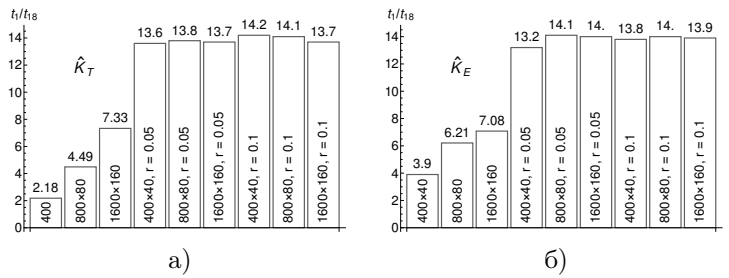 t₁/t₁₈
14
12
10
8
6
4
2
0
K̂_T
2.18
4.49
7.33
13.6
13.8
13.7
14.2
14.1
13.7
400
800×80
1600×160
400×40, r = 0.05
800×80, r = 0.05
1600×160, r = 0.05
400×40, r = 0.1
800×80, r = 0.1
1600×160, r = 0.1
а)
t₁/t₁₈
14
12
10
8
6
4
2
0
K̂_E
3.9
6.21
7.08
13.2
14.1
14.
13.8
14.
13.9
400×40
800×80
1600×160
400×40, r = 0.05
800×80, r = 0.05
1600×160, r = 0.05
400×40, r = 0.1
800×80, r = 0.1
1600×160, r = 0.1
б)